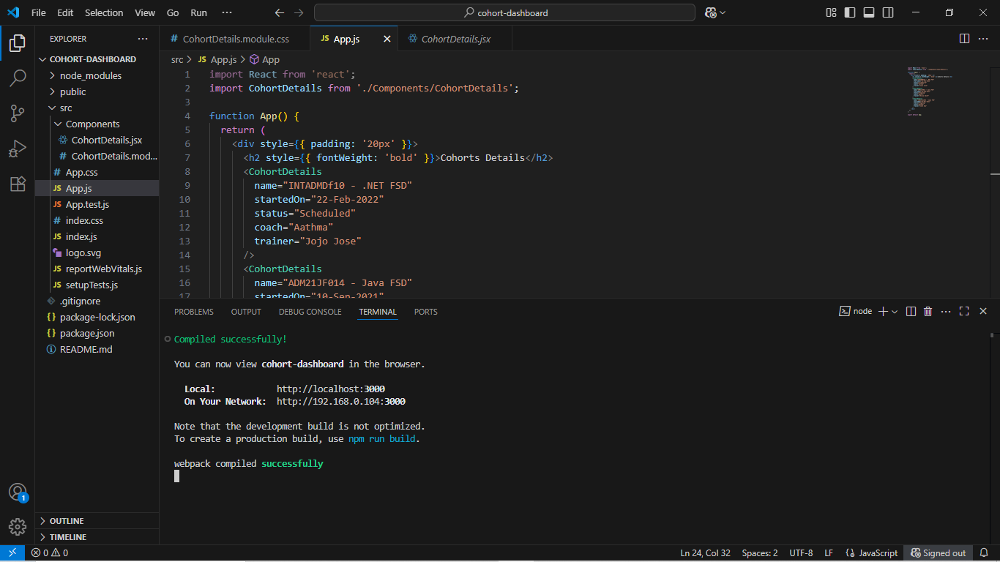 File Edit Selection View Go Run ··· cohort-dashboard
EXPLORER ···
COHORT-DASHBOARD
node_modules
public
src
Components
CohortDetails.jsx
# CohortDetails.mod...
# App.css
JS App.js
JS App.test.js
# index.css
JS index.js
logo.svg
JS reportWebVitals.js
JS setupTests.js
.gitignore
{} package-lock.json
{} package.json
README.md
OUTLINE
TIMELINE
1
# CohortDetails.module.css JS App.js CohortDetails.jsx
src > JS App.js > App
1 import React from 'react';
2 import CohortDetails from './Components/CohortDetails';
3
4 function App() {
5 return (
6 <div style={{ padding: '20px' }}>
7 <h2 style={{ fontWeight: 'bold' }}>Cohorts Details</h2>
8 <CohortDetails
9 name="INTADMDf10 - .NET FSD"
10 startedOn="22-Feb-2022"
11 status="Scheduled"
12 coach="Aathma"
13 trainer="Jojo Jose"
14 />
15 <CohortDetails
16 name="ADM21JF014 - Java FSD"
17 startedOn="10-Sep-2021"
PROBLEMS OUTPUT DEBUG CONSOLE TERMINAL PORTS node
Compiled successfully!
You can now view cohort-dashboard in the browser.
Local: http://localhost:3000
On Your Network: http://192.168.0.104:3000
Note that the development build is not optimized.
To create a production build, use npm run build.
webpack compiled successfully
0 0 Ln 24, Col 32 Spaces: 2 UTF-8 LF {} JavaScript Signed out